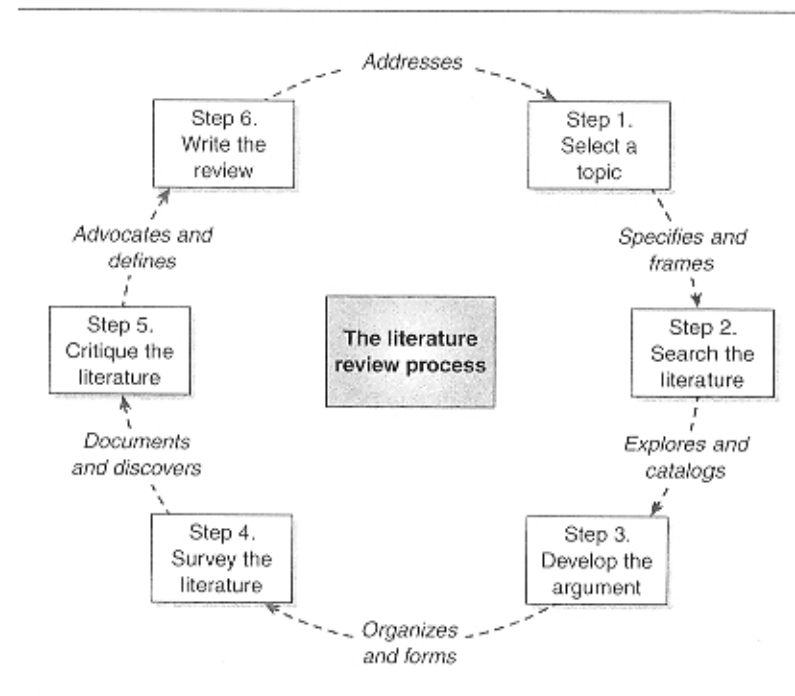 Addresses
Step 1.
Select a
topic
Specifies and
frames
Step 2.
Search the
literature
Explores and
catalogs
Step 3.
Develop the
argument
Organizes
and forms
Step 4.
Survey the
literature
Documents
and discovers
Step 5.
Critique the
literature
Advocates and
defines
Step 6.
Write the
review
The literature
review process